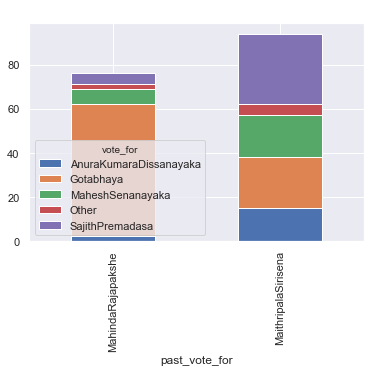 80
60
40
20
0
vote_for
AnuraKumaraDissanayaka
Gotabhaya
MaheshSenanayaka
Other
SajithPremadasa
MahindaRajapakshe
MaithripalaSirisena
past_vote_for